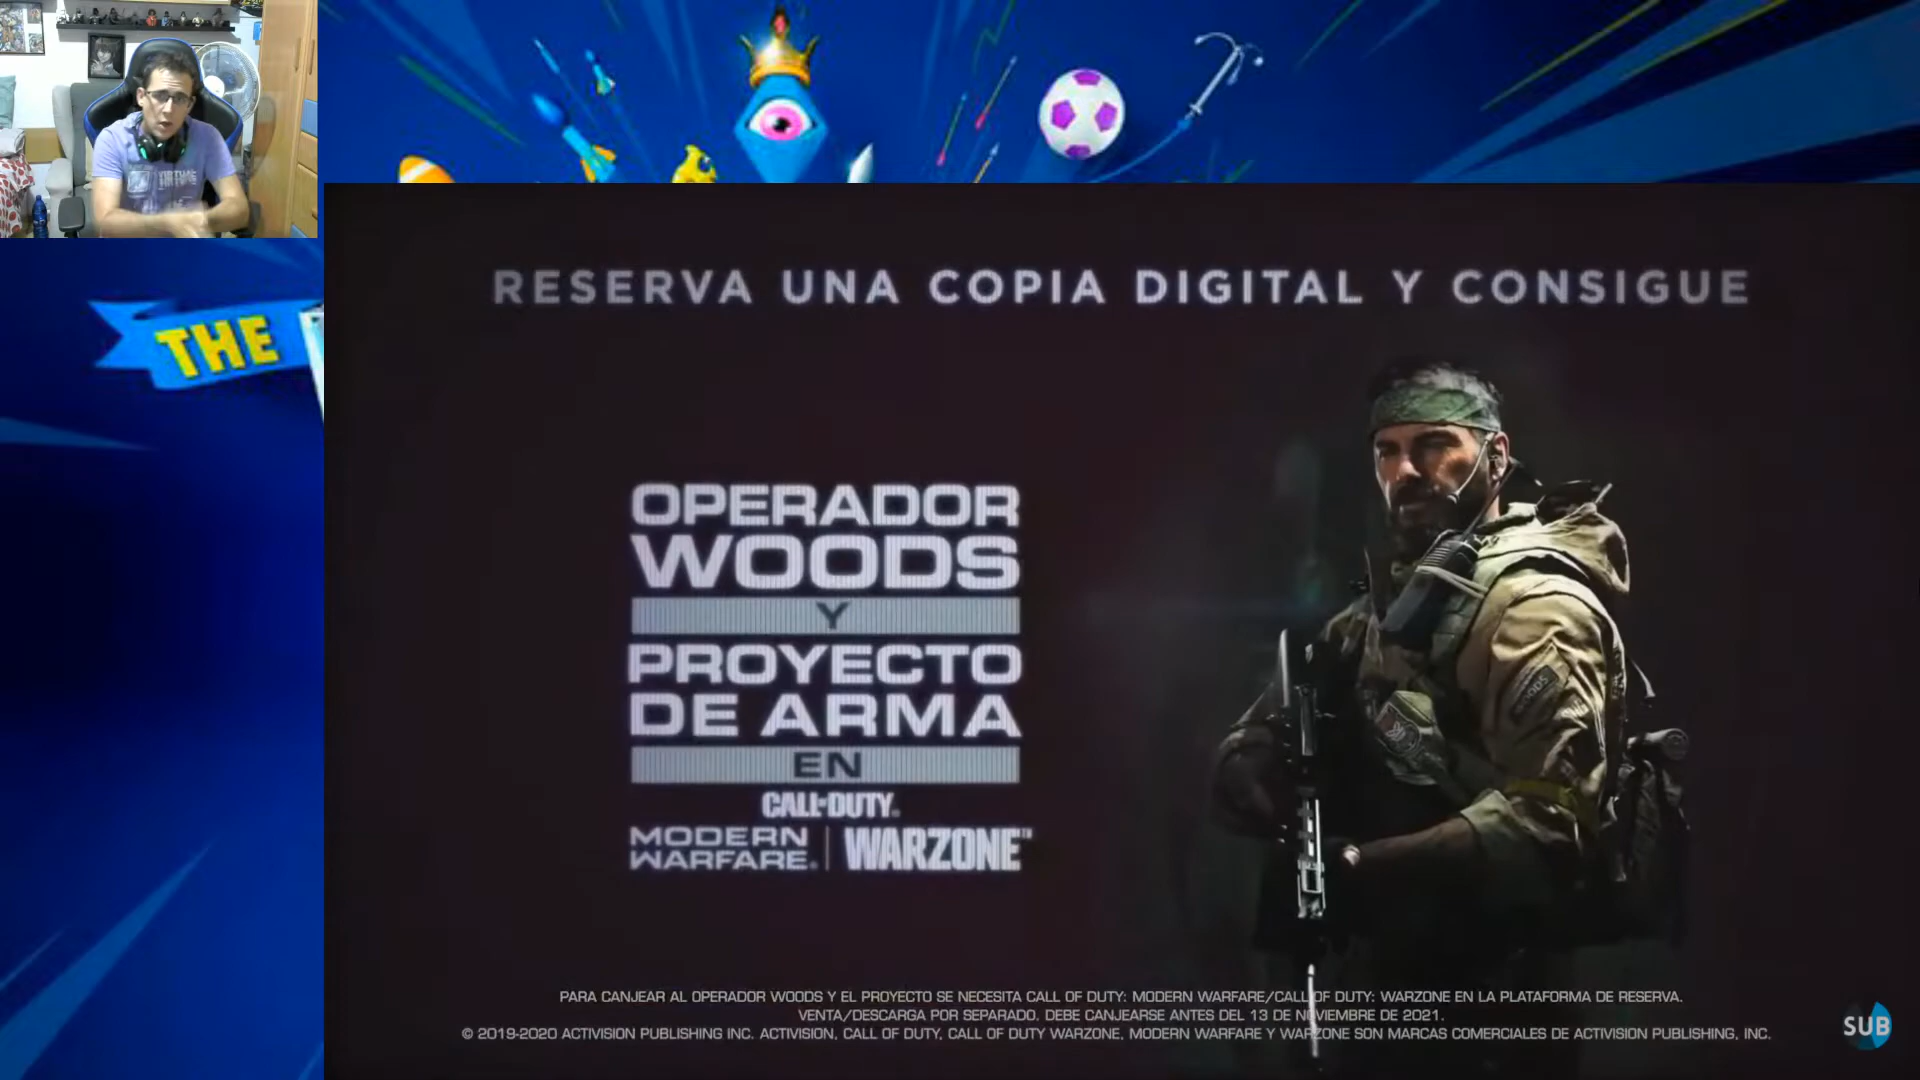 VIRTUAL
THE
RESERVA UNA COPIA DIGITAL Y CONSIGUE
OPERADOR
WOODS
Y
PROYECTO
DE ARMA
EN
CALL OF DUTY®
MODERN WARFARE® | WARZONE™
WOODS
PARA CANJEAR AL OPERADOR WOODS Y EL PROYECTO SE NECESITA CALL OF DUTY: MODERN WARFARE/CALL OF DUTY: WARZONE EN LA PLATAFORMA DE RESERVA.
VENTA/DESCARGA POR SEPARADO. DEBE CANJEARSE ANTES DEL 13 DE NOVIEMBRE DE 2021.
© 2019-2020 ACTIVISION PUBLISHING INC. ACTIVISION, CALL OF DUTY, CALL OF DUTY WARZONE, MODERN WARFARE Y WARZONE SON MARCAS COMERCIALES DE ACTIVISION PUBLISHING, INC.
SUB